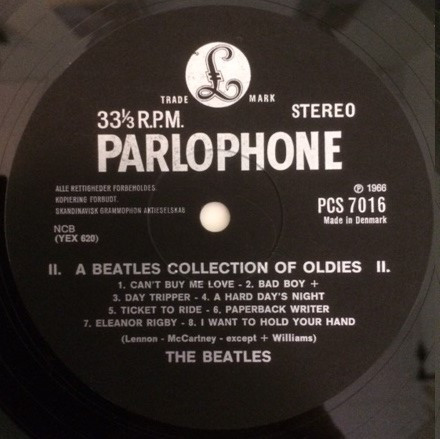 £
TRADE MARK
33⅓ R.P.M. STEREO
PARLOPHONE
ALLE RETTIGHEDER FORBEHOLDES
KOPIERING FORBUDT.
SKANDINAVISK GRAMMOPHON AKTIESELSKAB
Ⓟ 1966
PCS 7016
Made in Denmark
NCB
(YEX 620)
II. A BEATLES COLLECTION OF OLDIES II.
1. CAN'T BUY ME LOVE - 2. BAD BOY +
3. DAY TRIPPER - 4. A HARD DAY'S NIGHT
5. TICKET TO RIDE - 6. PAPERBACK WRITER
7. ELEANOR RIGBY - 8. I WANT TO HOLD YOUR HAND
(Lennon - McCartney - except + Williams)
THE BEATLES